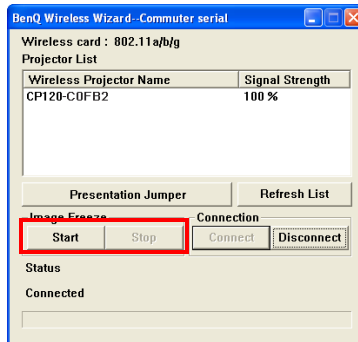 BenQ Wireless Wizard--Commuter serial
Wireless card : 802.11a/b/g
Projector List
Wireless Projector Name Signal Strength
CP120-C0FB2 100 %
Presentation Jumper Refresh List
Image Freeze Connection
Start Stop Connect Disconnect
Status
Connected